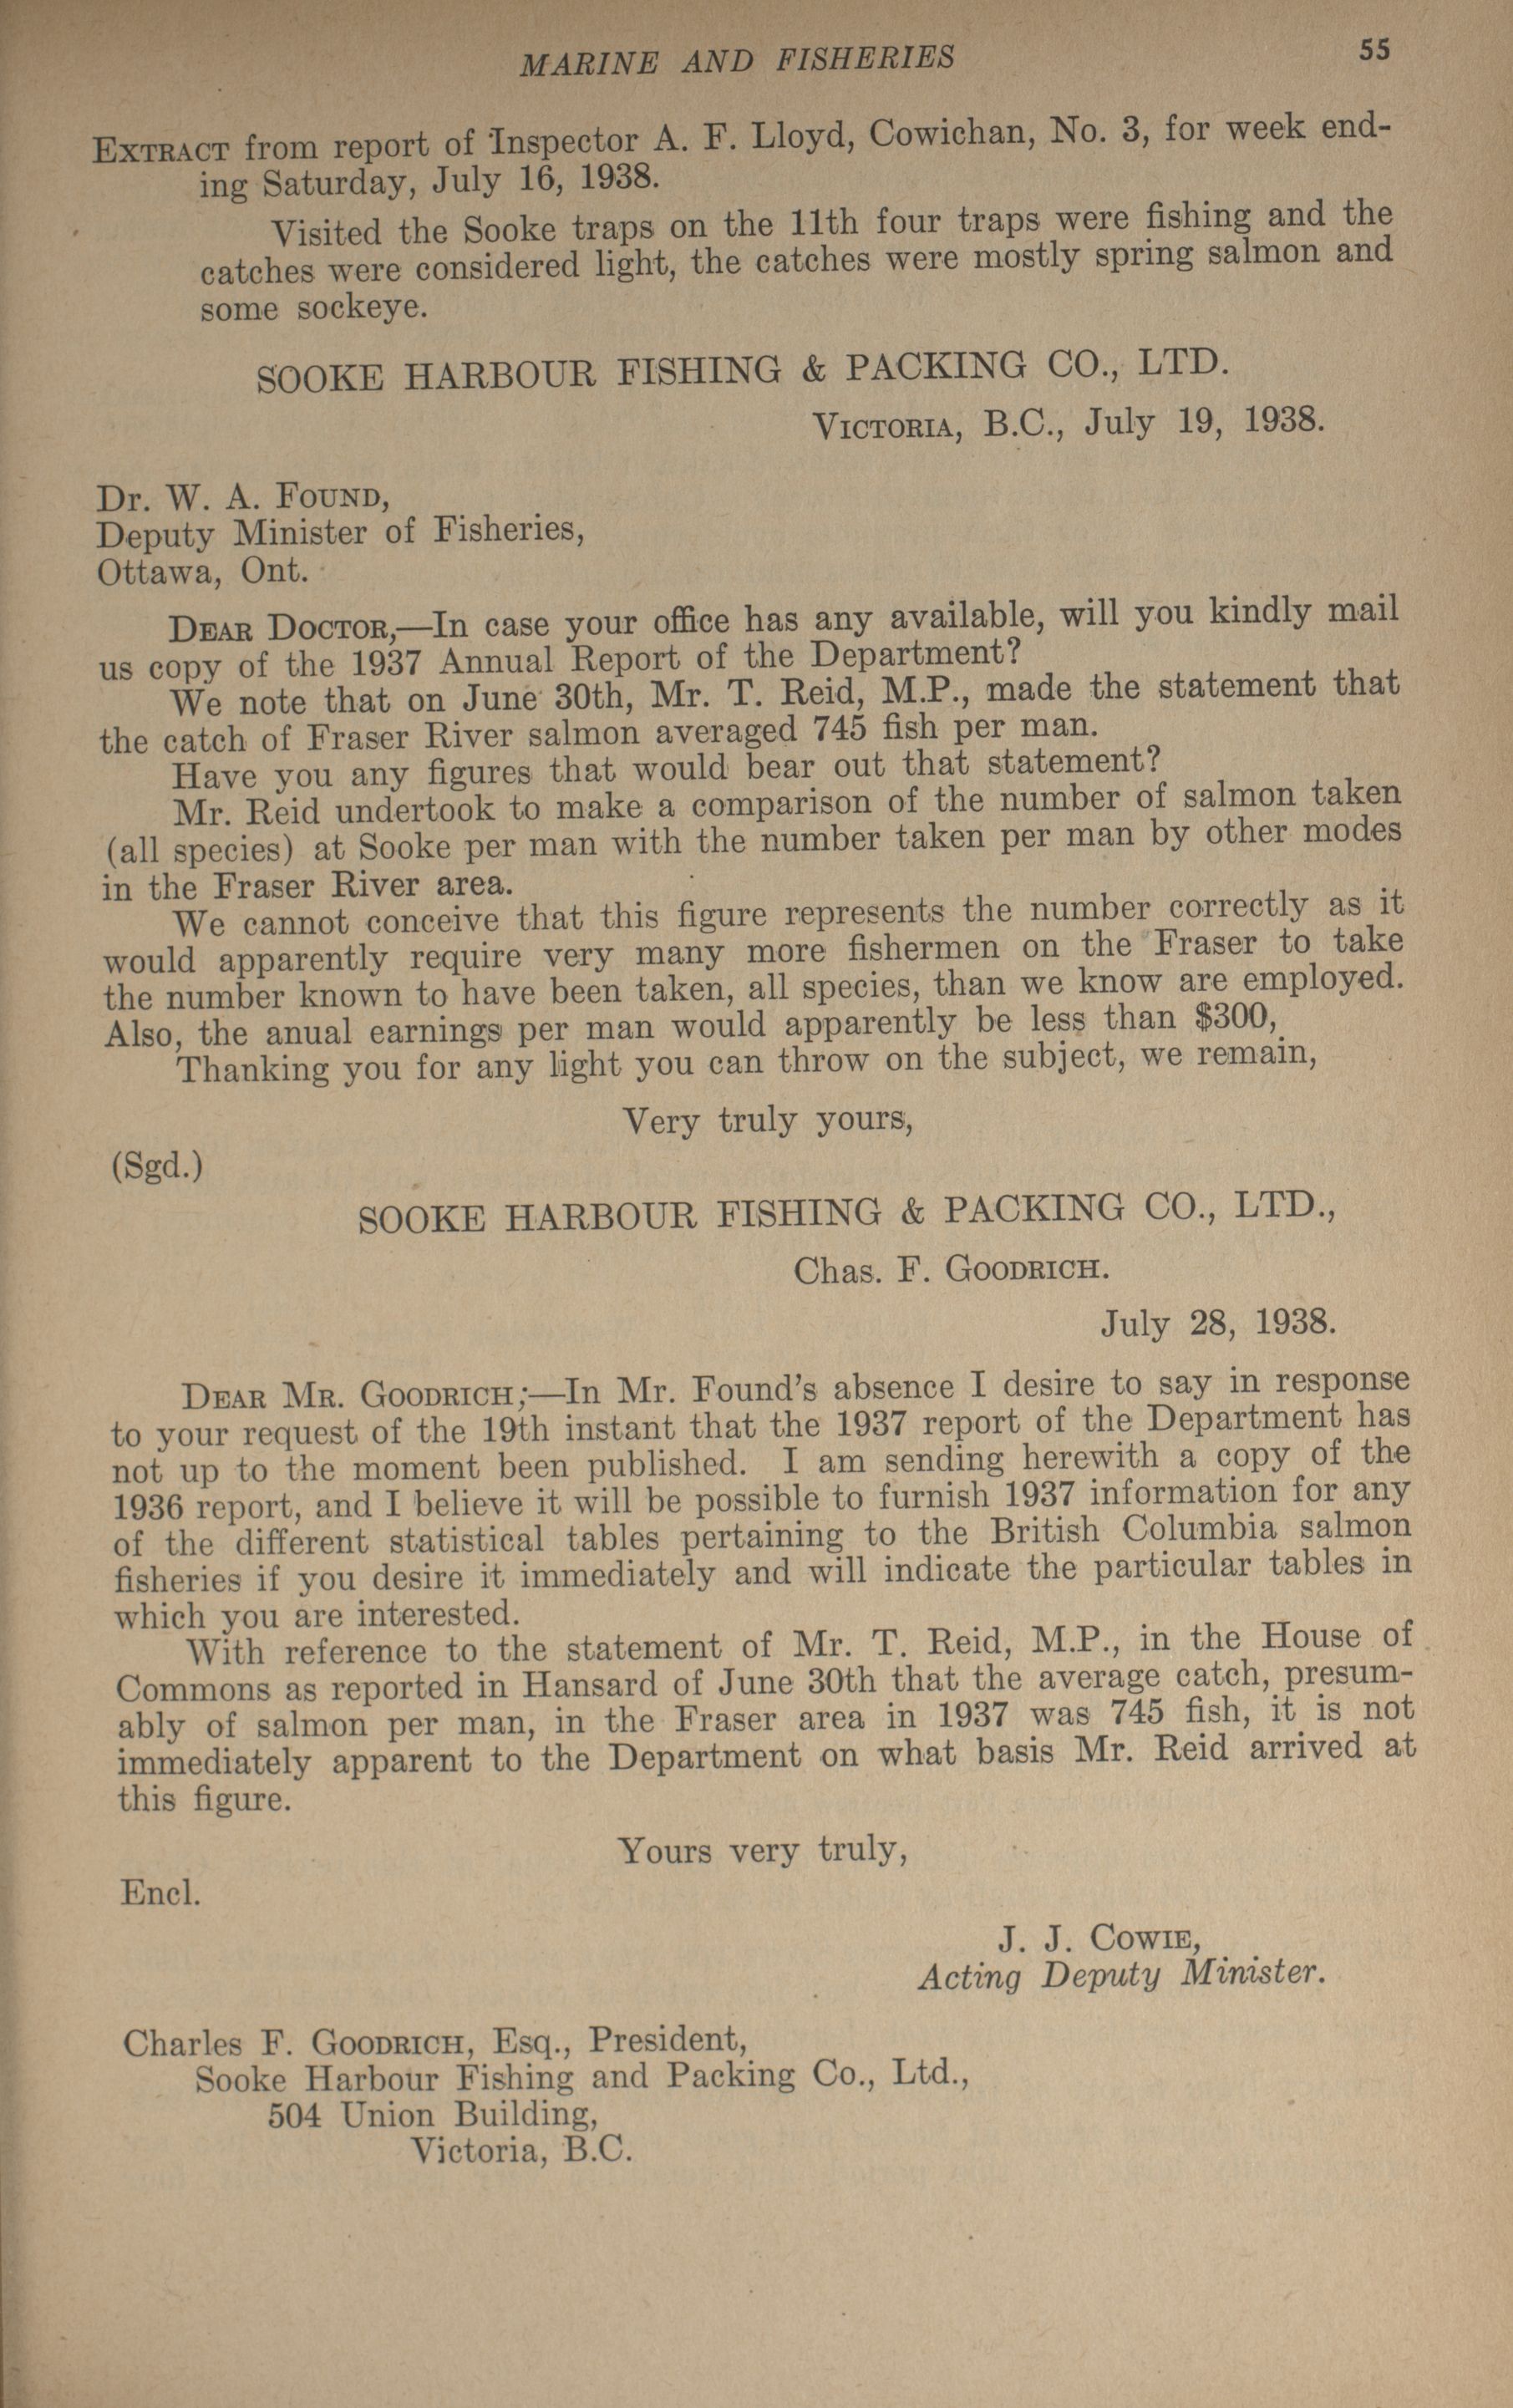 MARINE AND FISHERIES 55
EXTRACT from report of Inspector A. F. Lloyd, Cowichan, No. 3, for week end-
ing Saturday, July 16, 1938.
Visited the Sooke traps on the 11th four traps were fishing and the
catches were considered light, the catches were mostly spring salmon and
some sockeye.
SOOKE HARBOUR FISHING & PACKING CO., LTD.
VICTORIA, B.C., July 19, 1938.
Dr. W. A. FOUND,
Deputy Minister of Fisheries,
Ottawa, Ont.
DEAR DOCTOR,—In case your office has any available, will you kindly mail
us copy of the 1937 Annual Report of the Department?
We note that on June 30th, Mr. T. Reid, M.P., made the statement that
the catch of Fraser River salmon averaged 745 fish per man.
Have you any figures that would bear out that statement?
Mr. Reid undertook to make a comparison of the number of salmon taken
(all species) at Sooke per man with the number taken per man by other modes
in the Fraser River area.
We cannot conceive that this figure represents the number correctly as it
would apparently require very many more fishermen on the Fraser to take
the number known to have been taken, all species, than we know are employed.
Also, the anual earnings per man would apparently be less than $300,
Thanking you for any light you can throw on the subject, we remain,
Very truly yours,
(Sgd.)
SOOKE HARBOUR FISHING & PACKING CO., LTD.,
Chas. F. GOODRICH.
July 28, 1938.
DEAR MR. GOODRICH;—In Mr. Found's absence I desire to say in response
to your request of the 19th instant that the 1937 report of the Department has
not up to the moment been published. I am sending herewith a copy of the
1936 report, and I believe it will be possible to furnish 1937 information for any
of the different statistical tables pertaining to the British Columbia salmon
fisheries if you desire it immediately and will indicate the particular tables in
which you are interested.
With reference to the statement of Mr. T. Reid, M.P., in the House of
Commons as reported in Hansard of June 30th that the average catch, presum-
ably of salmon per man, in the Fraser area in 1937 was 745 fish, it is not
immediately apparent to the Department on what basis Mr. Reid arrived at
this figure.
Yours very truly,
Encl.
J. J. COWIE,
Acting Deputy Minister.
Charles F. GOODRICH, Esq., President,
Sooke Harbour Fishing and Packing Co., Ltd.,
504 Union Building,
Victoria, B.C.